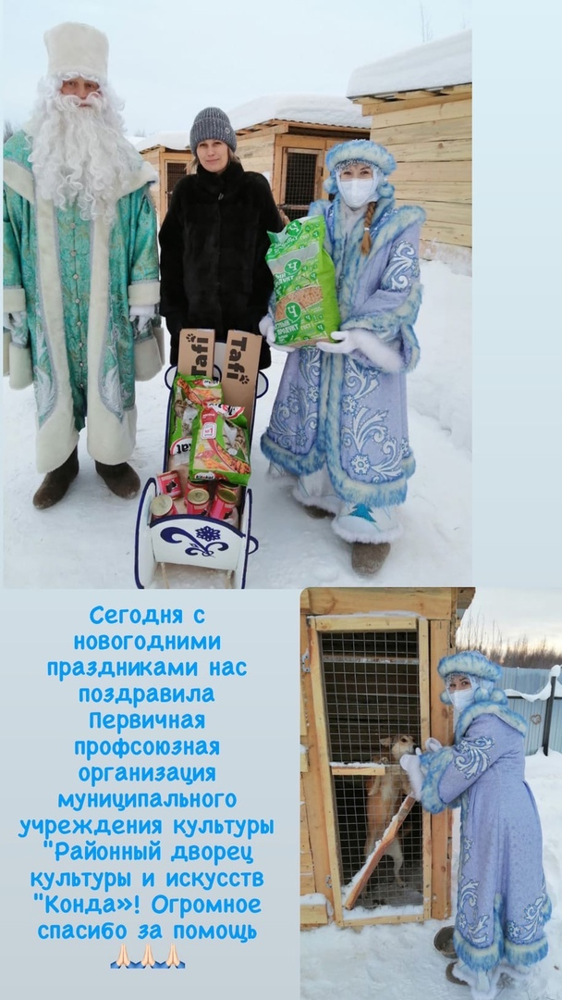 Tafi
Tafi
Сегодня с
новогодними
праздниками нас
поздравила
Первичная
профсоюзная
организация
муниципального
учреждения культуры
"Районный дворец
культуры и искусств
"Конда»! Огромное
спасибо за помощь
🙏🏻🙏🏻🙏🏻